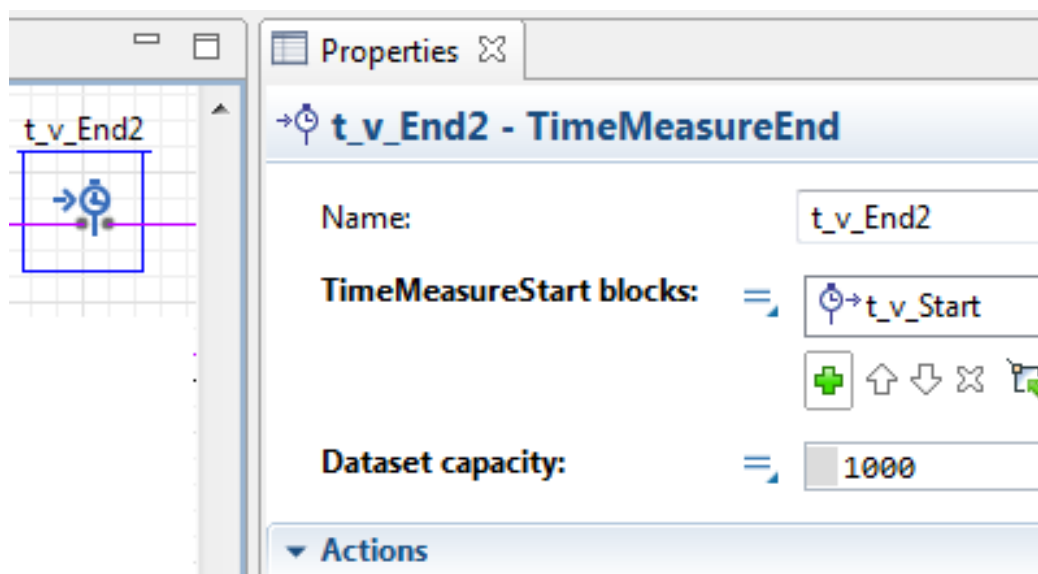 Properties
t_v_End2
t_v_End2 - TimeMeasureEnd
Name:
t_v_End2
TimeMeasureStart blocks:
t_v_Start
Dataset capacity:
1000
Actions